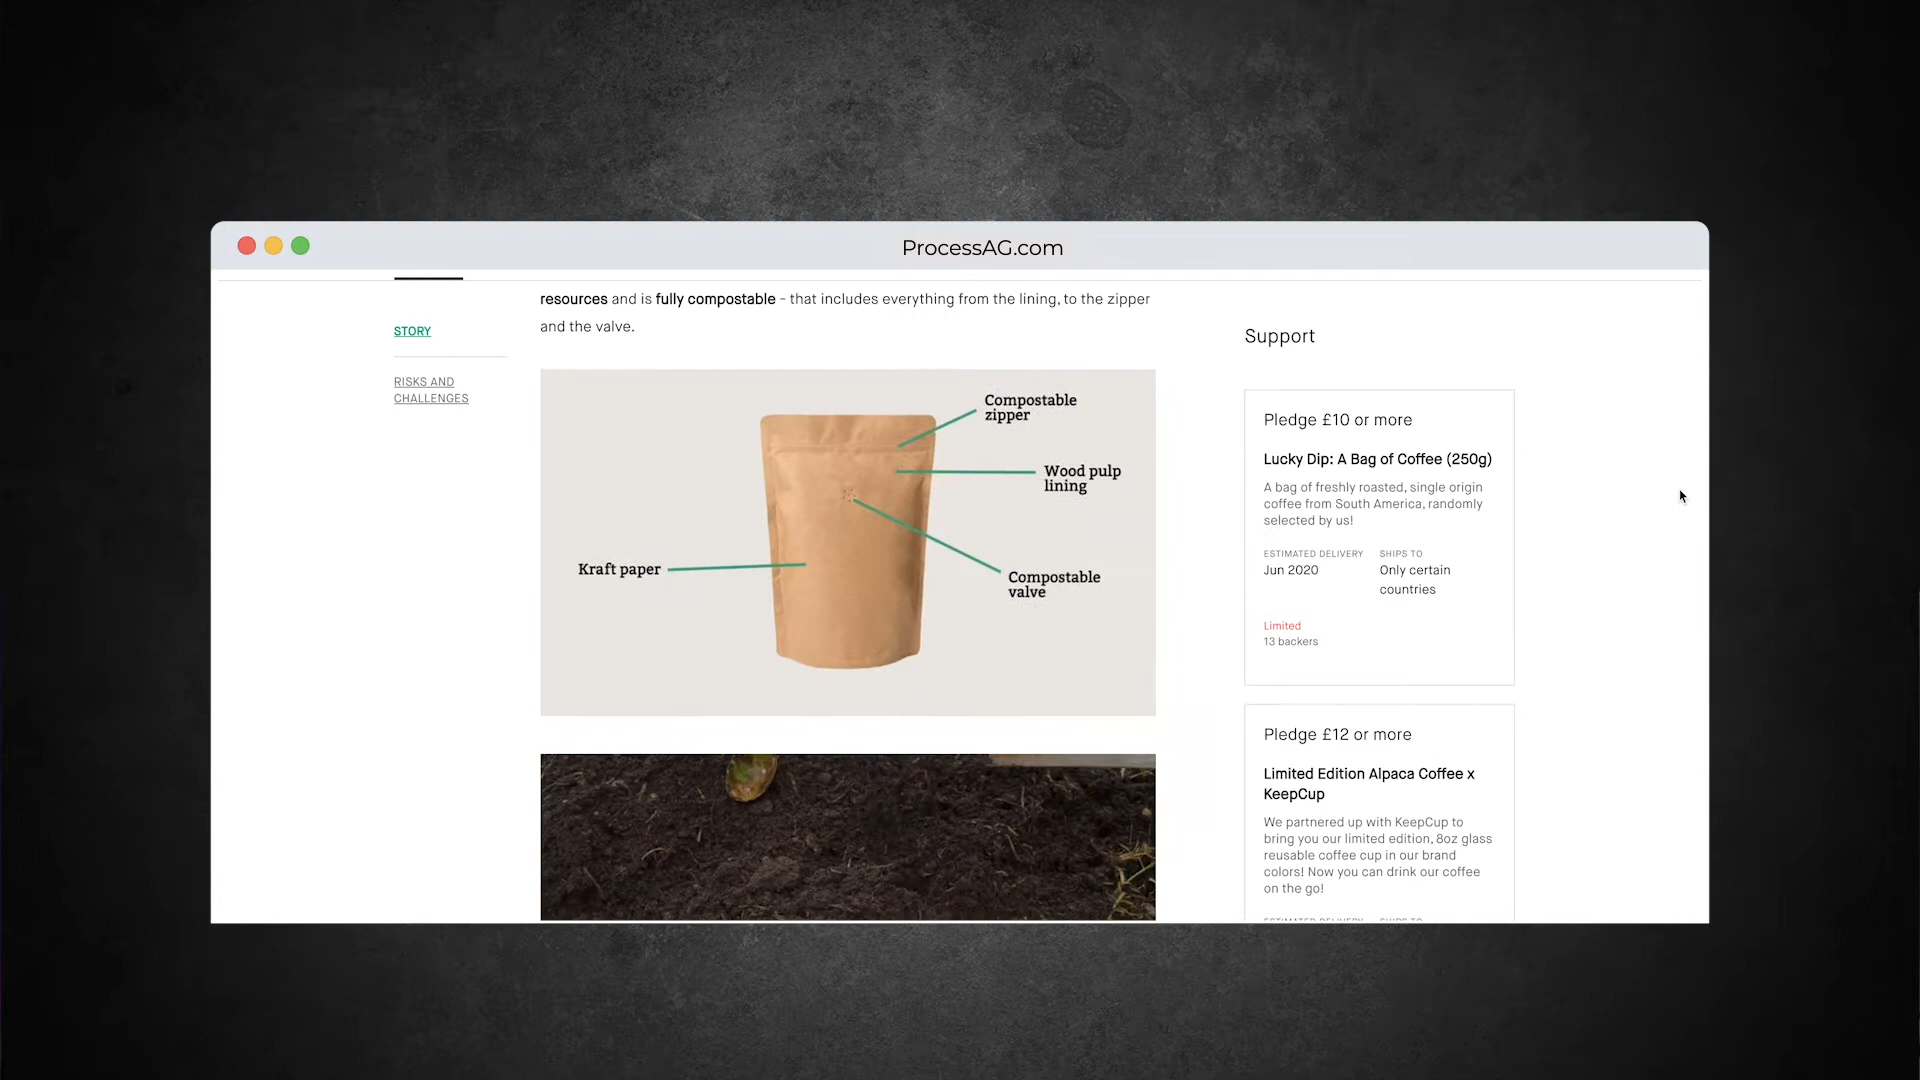 ProcessAG.com
STORY
RISKS AND
CHALLENGES
resources and is fully compostable - that includes everything from the lining, to the zipper
and the valve.
Compostable
zipper
Wood pulp
lining
Kraft paper
Compostable
valve
Support
Pledge £10 or more
Lucky Dip: A Bag of Coffee (250g)
A bag of freshly roasted, single origin
coffee from South America, randomly
selected by us!
ESTIMATED DELIVERY SHIPS TO
Jun 2020 Only certain
countries
Limited
13 backers
Pledge £12 or more
Limited Edition Alpaca Coffee x
KeepCup
We partnered up with KeepCup to
bring you our limited edition, 8oz glass
reusable coffee cup in our brand
colors! Now you can drink our coffee
on the go!
ESTIMATED DELIVERY SHIPS TO